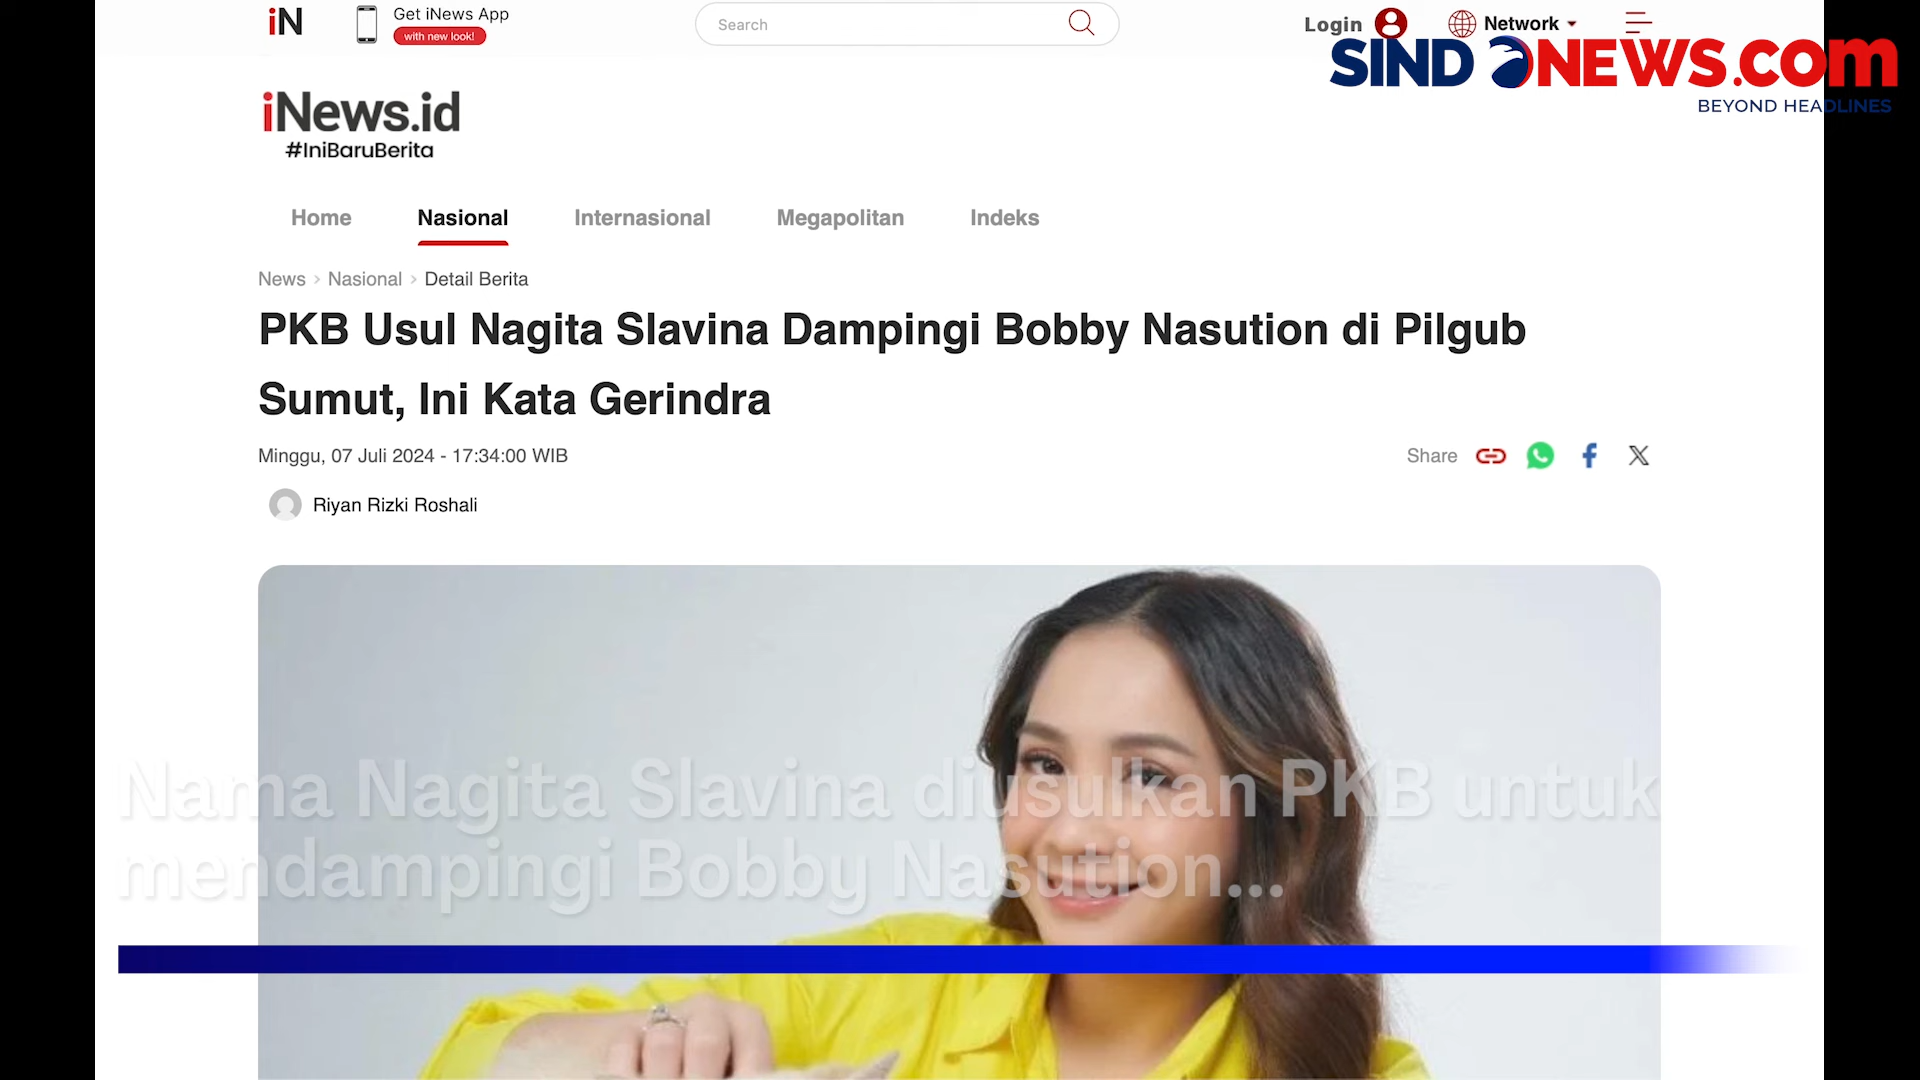 iN
Get iNews App
with new look!
Search
Login
Network
SINDONEWS.com
BEYOND HEADLINES
iNews.id
#IniBaruBerita
Home Nasional Internasional Megapolitan Indeks
News › Nasional › Detail Berita
PKB Usul Nagita Slavina Dampingi Bobby Nasution di Pilgub
Sumut, Ini Kata Gerindra
Minggu, 07 Juli 2024 - 17:34:00 WIB
Share
Riyan Rizki Roshali
Nama Nagita Slavina diusulkan PKB untuk
mendampingi Bobby Nasution...